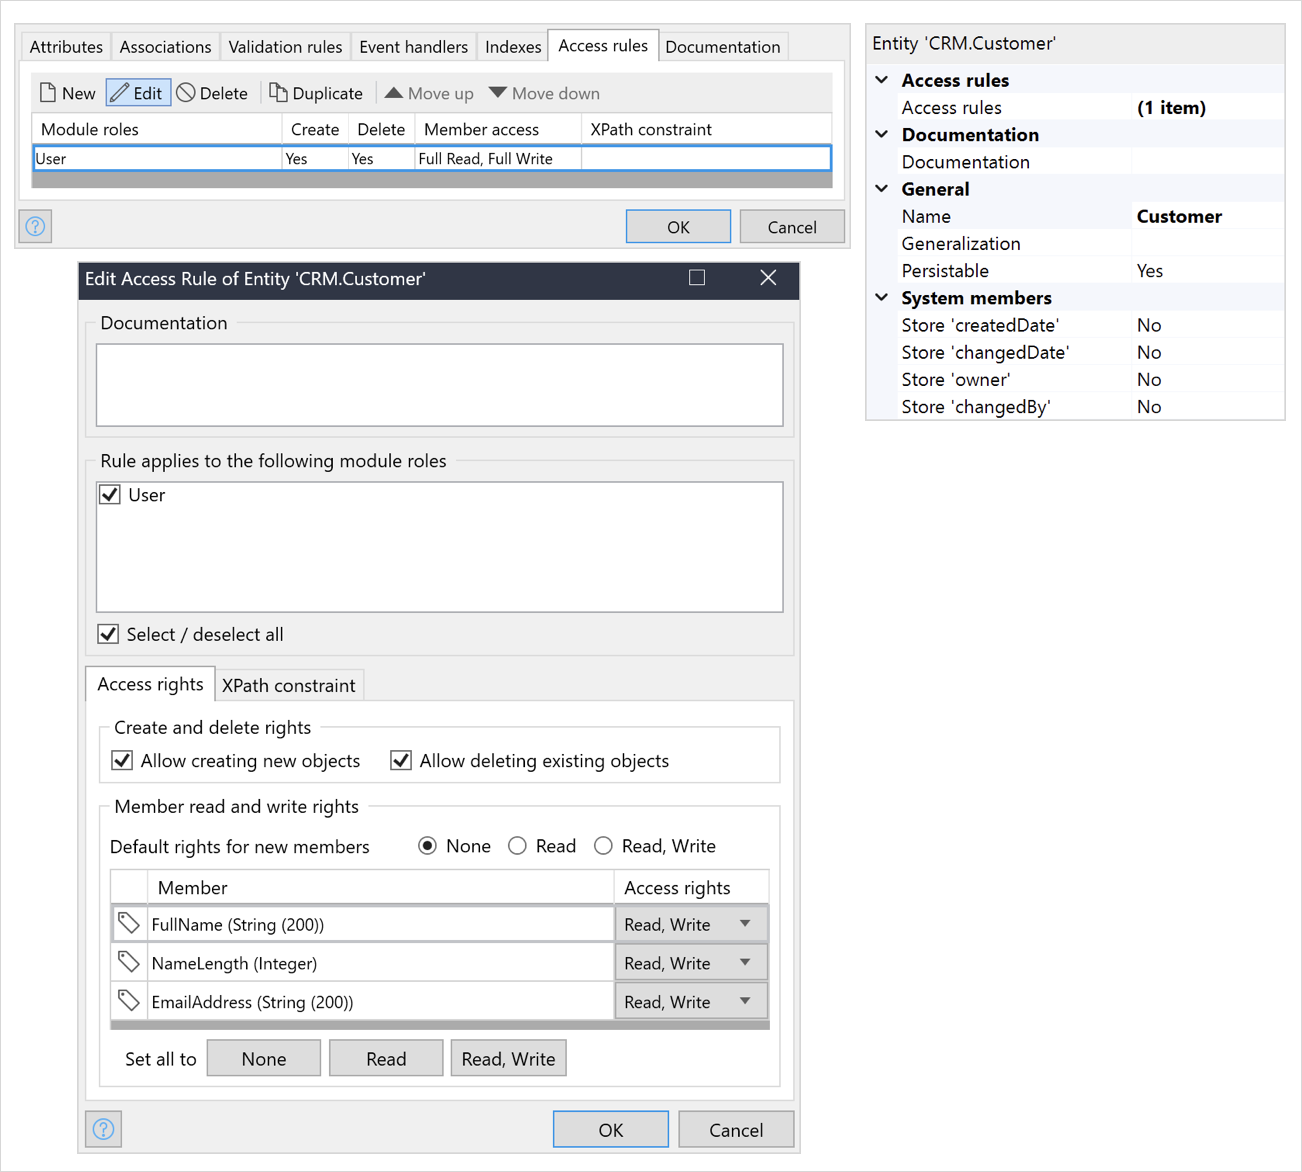 Attributes Associations Validation rules Event handlers Indexes Access rules Documentation
New Edit Delete Duplicate Move up Move down
Module roles Create Delete Member access XPath constraint
User Yes Yes Full Read, Full Write
? OK Cancel
Entity 'CRM.Customer'
Access rules
Access rules (1 item)
Documentation
Documentation
General
Name Customer
Generalization
Persistable Yes
System members
Store 'createdDate' No
Store 'changedDate' No
Store 'owner' No
Store 'changedBy' No
Edit Access Rule of Entity 'CRM.Customer'
Documentation
Rule applies to the following module roles
User
Select / deselect all
Access rights XPath constraint
Create and delete rights
Allow creating new objects Allow deleting existing objects
Member read and write rights
Default rights for new members None Read Read, Write
Member Access rights
FullName (String (200)) Read, Write
NameLength (Integer) Read, Write
EmailAddress (String (200)) Read, Write
Set all to None Read Read, Write
? OK Cancel